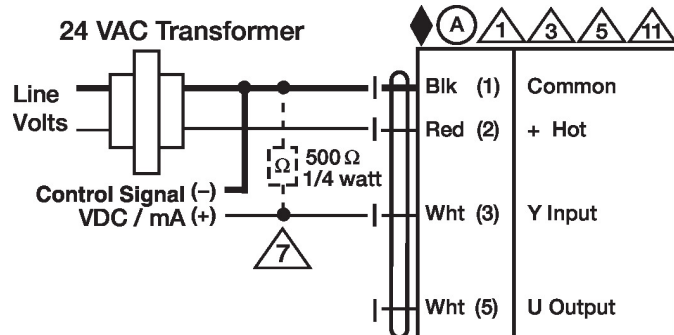 24 VAC Transformer
A 1 3 5 11
Line
Volts
Blk (1) Common
Red (2) + Hot
Ω 500 Ω
1/4 watt
Control Signal (–)
VDC / mA (+)
Wht (3) Y Input
7
Wht (5) U Output